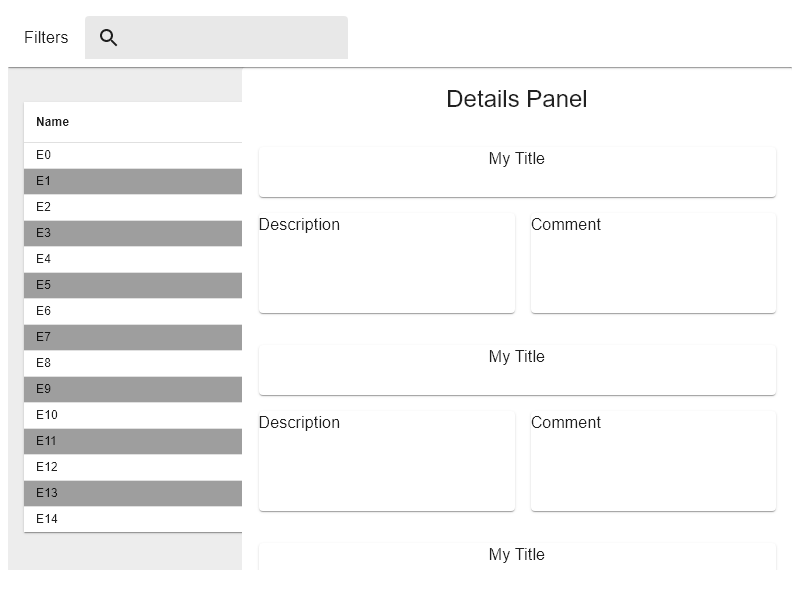 Filters
Name
E0
E1
E2
E3
E4
E5
E6
E7
E8
E9
E10
E11
E12
E13
E14
Details Panel
My Title
Description
Comment
My Title
Description
Comment
My Title